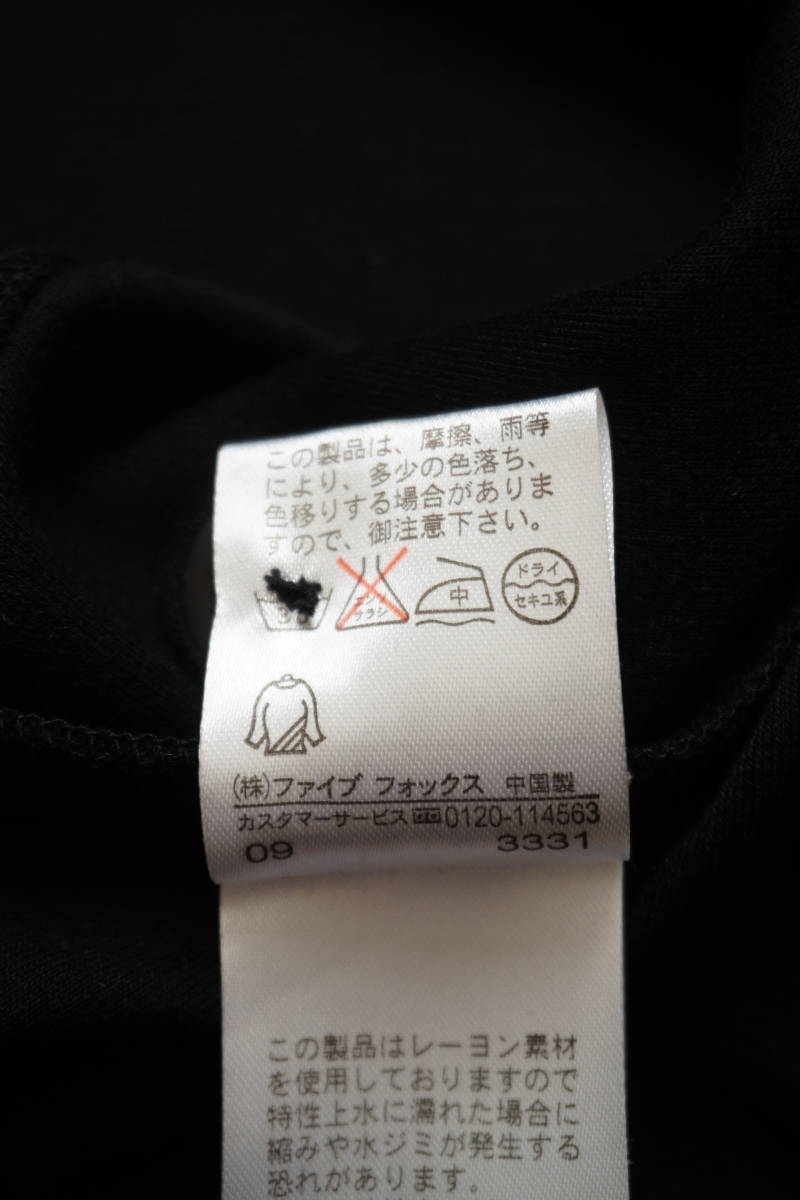 この製品は、摩擦、雨等
により、多少の色落ち、
色移りする場合がありま
すので、御注意下さい。
エンソ
サラシ
中
ドライ
セキユ系
(株)ファイブ フォックス 中国製
カスタマーサービス 0120-114563
09 3331
この製品はレーヨン素材
を使用しておりますので
特性上水に濡れた場合に
縮みや水ジミが発生する
恐れがあります。